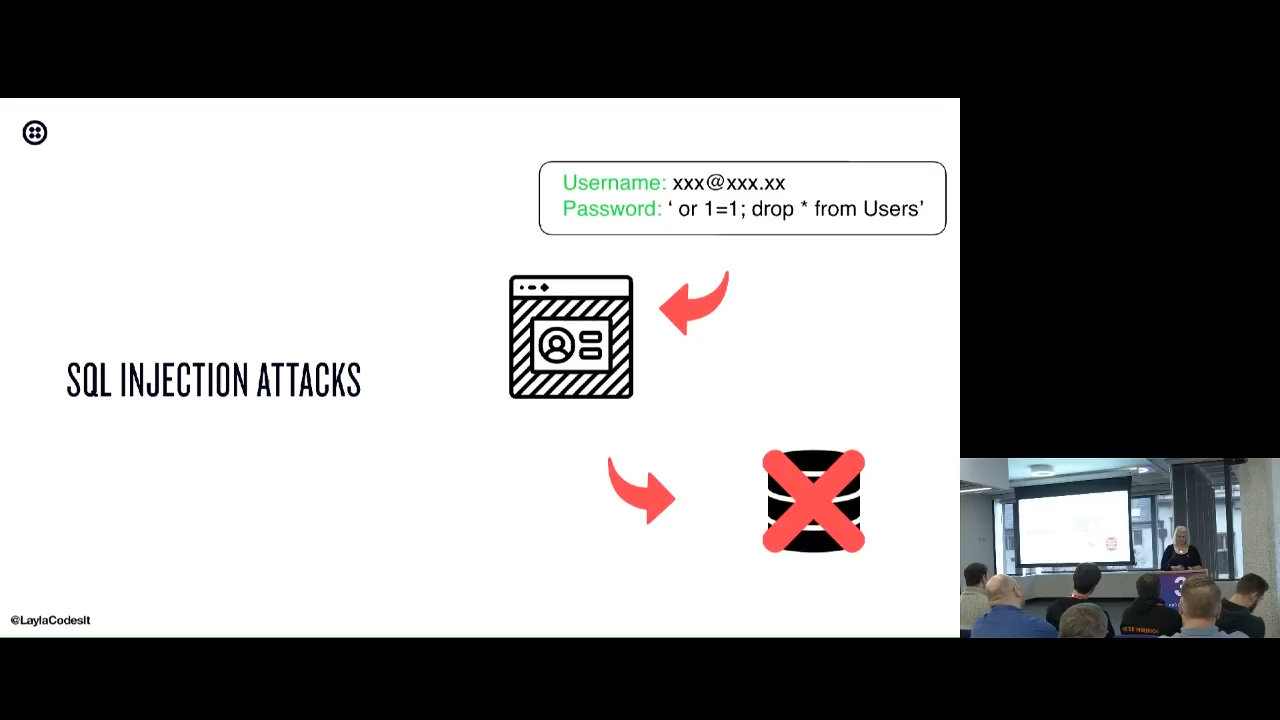 Username: xxx@xxx.xx
Password: ‘ or 1=1; drop * from Users’
SQL INJECTION ATTACKS
@LaylaCodesIt